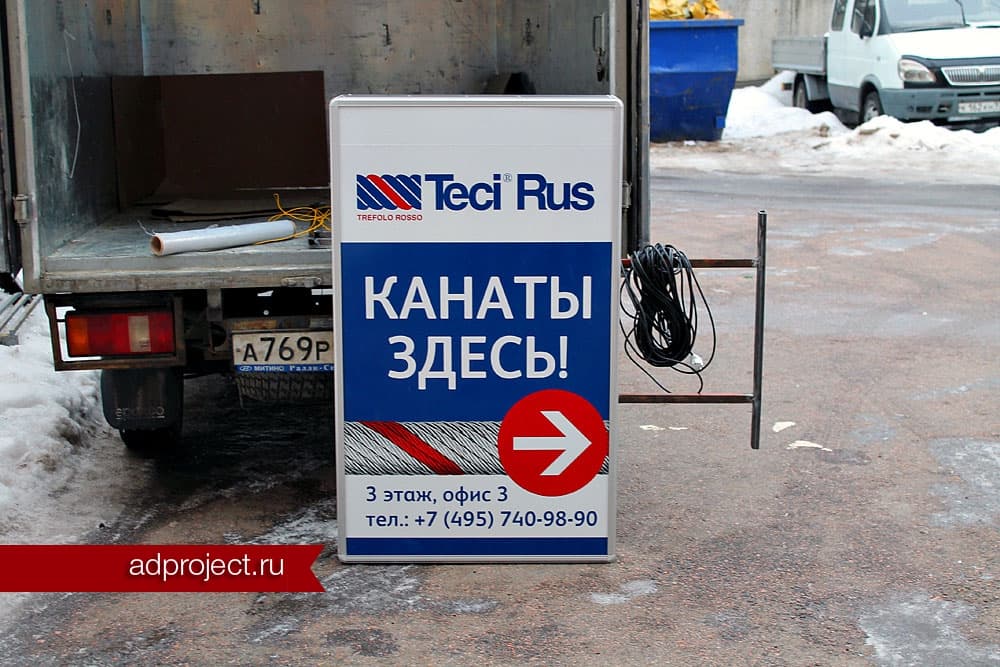 Teci® Rus
TREFOLO ROSSO
КАНАТЫ
ЗДЕСЬ!
3 этаж, офис 3
тел.: +7 (495) 740-98-90
А769Р
МИТИНО
adproject.ru